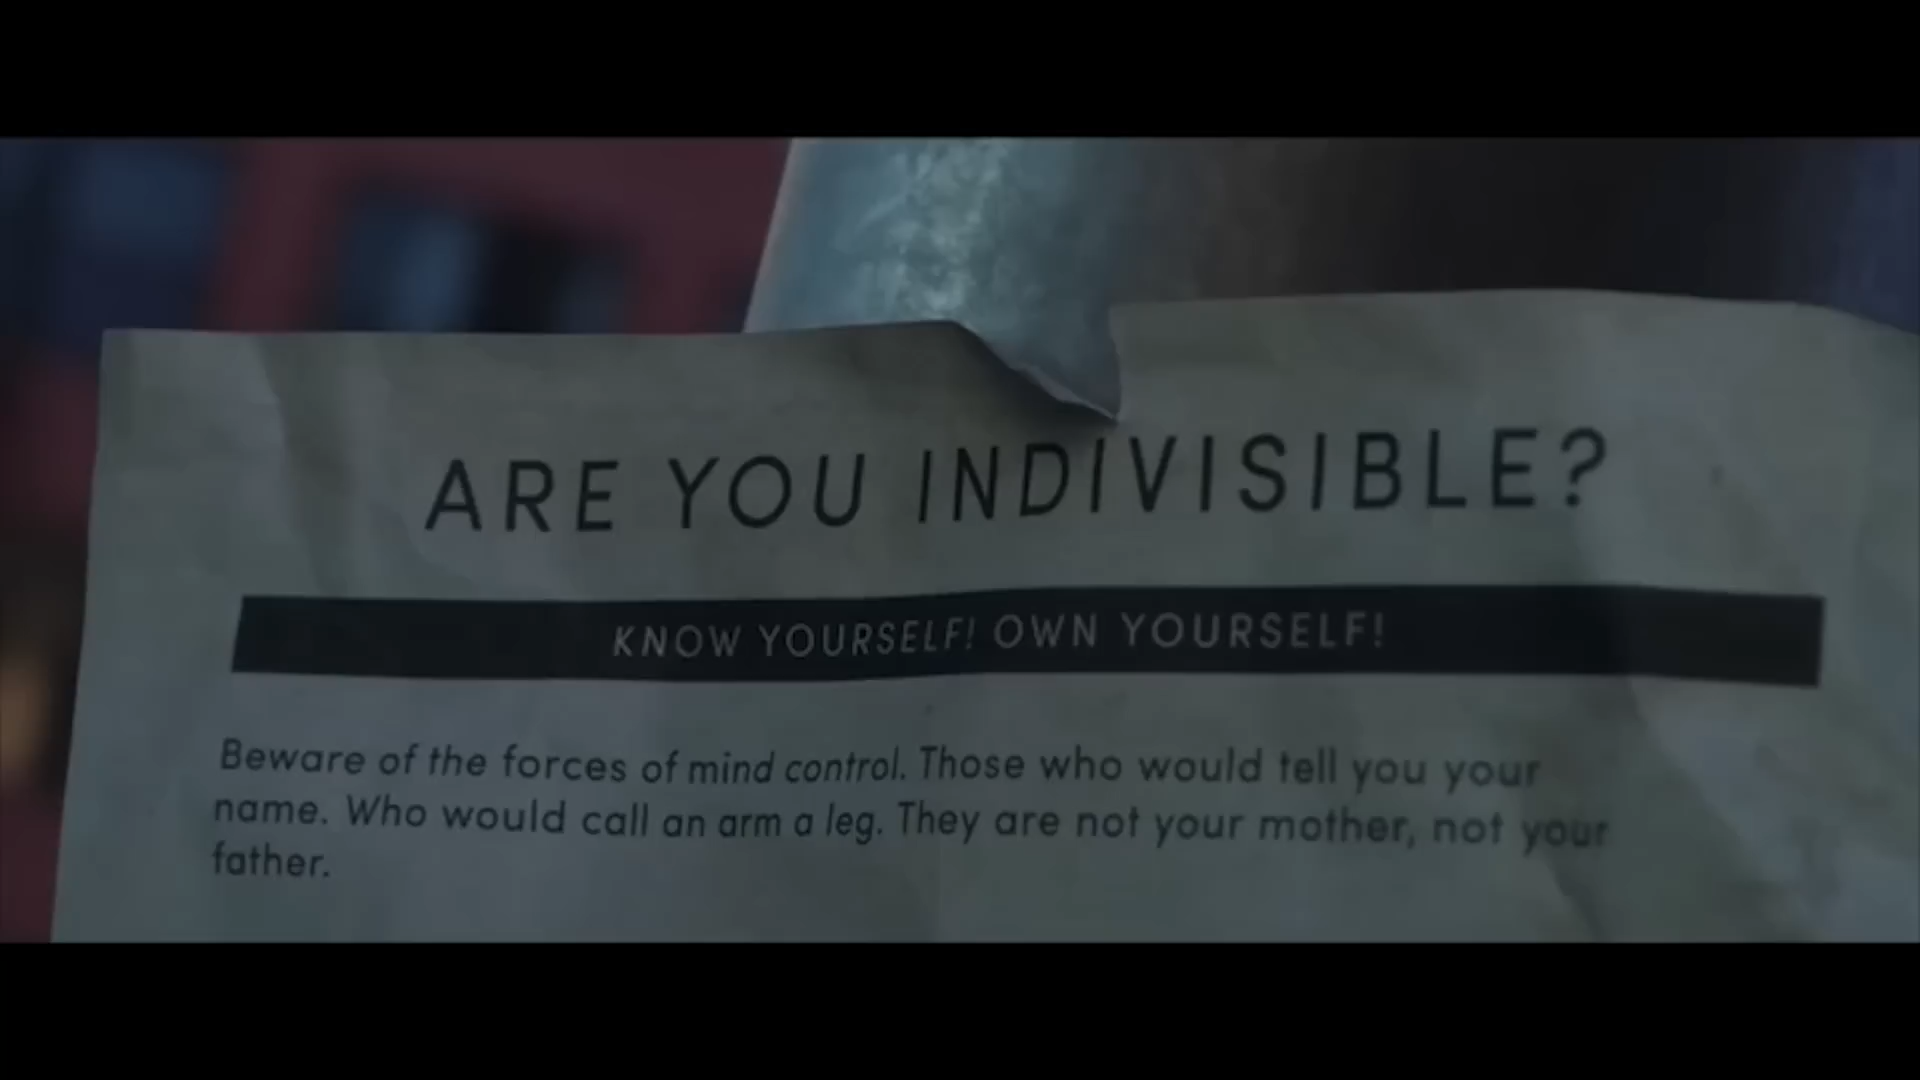 ARE YOU INDIVISIBLE?
KNOW YOURSELF! OWN YOURSELF!
Beware of the forces of mind control. Those who would tell you your
name. Who would call an arm a leg. They are not your mother, not your
father.